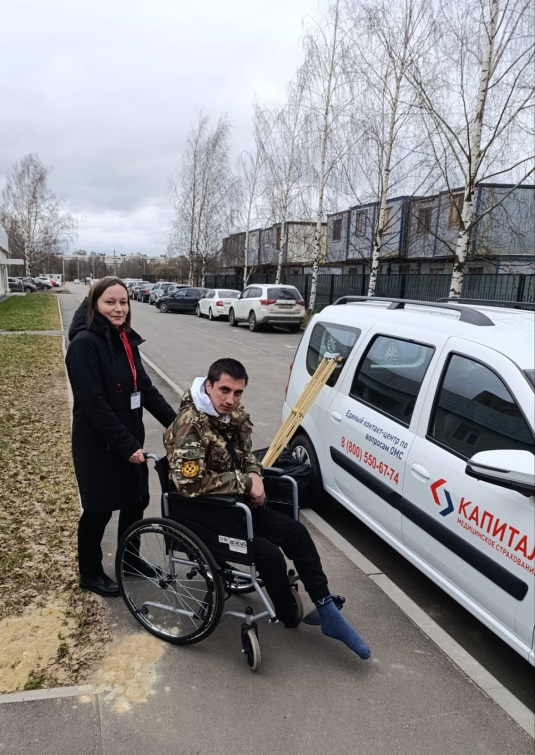 Единый контакт-центр по
вопросам ОМС
8 (800) 550-67-74
КАПИТАЛ
МЕДИЦИНСКОЕ СТРАХОВАНИЕ